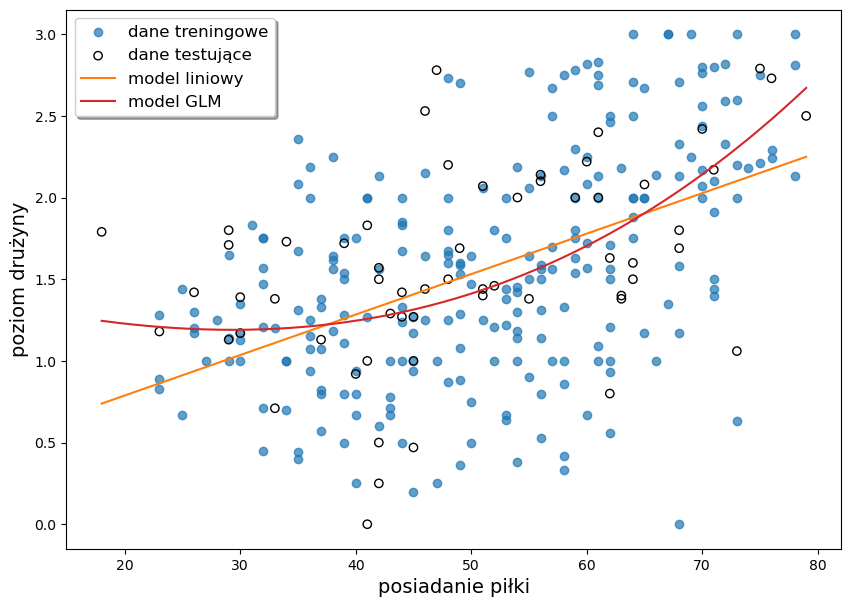 dane treningowe
dane testujące
model liniowy
model GLM
3.0
2.5
2.0
1.5
1.0
0.5
0.0
poziom drużyny
20 30 40 50 60 70 80
posiadanie piłki